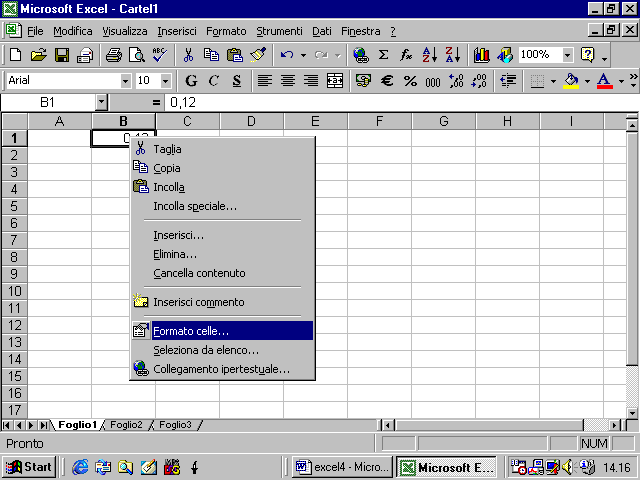 Microsoft Excel - Cartel1
File Modifica Visualizza Inserisci Formato Strumenti Dati Finestra ?
100%
Arial 10 G C S € % 000
B1 = 0,12
A B C D E F G H I
1 0,12
2
3
4
5
6
7
8
9
10
11
12
13
14
15
16
17
Taglia
Copia
Incolla
Incolla speciale...
Inserisci...
Elimina...
Cancella contenuto
Inserisci commento
Formato celle...
Seleziona da elenco...
Collegamento ipertestuale...
Foglio1 Foglio2 Foglio3
Pronto NUM
Start excel4 - Micro... Microsoft E... 14.16